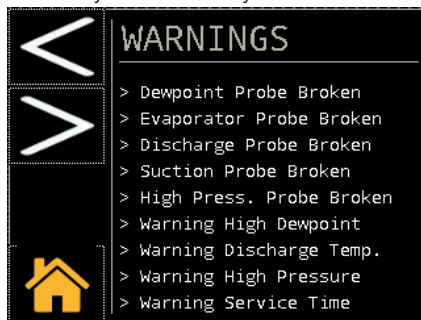 WARNINGS
> Dewpoint Probe Broken
> Evaporator Probe Broken
> Discharge Probe Broken
> Suction Probe Broken
> High Press. Probe Broken
> Warning High Dewpoint
> Warning Discharge Temp.
> Warning High Pressure
> Warning Service Time